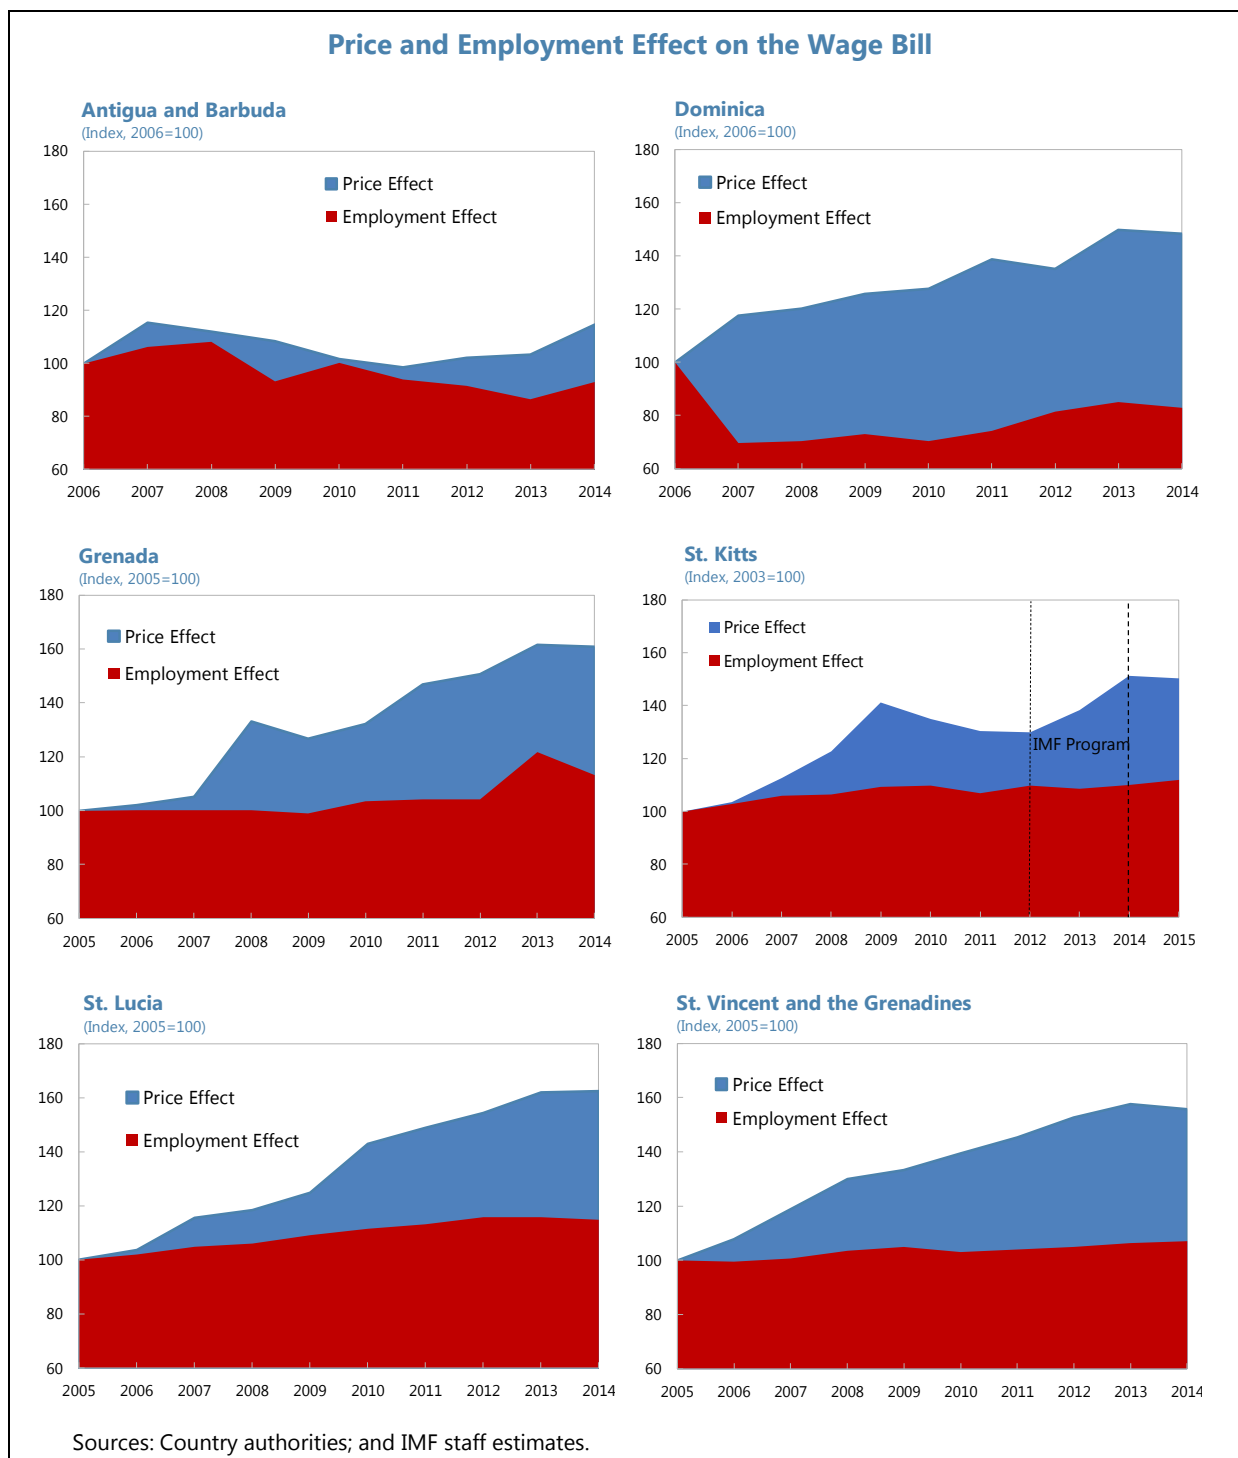 Price and Employment Effect on the Wage Bill
Antigua and Barbuda
(Index, 2006=100)
180
160
140
120
100
80
60
Price Effect
Employment Effect
2006 2007 2008 2009 2010 2011 2012 2013 2014
Dominica
(Index, 2006=100)
180
160
140
120
100
80
60
Price Effect
Employment Effect
2006 2007 2008 2009 2010 2011 2012 2013 2014
Grenada
(Index, 2005=100)
180
160
140
120
100
80
60
Price Effect
Employment Effect
2005 2006 2007 2008 2009 2010 2011 2012 2013 2014
St. Kitts
(Index, 2003=100)
180
160
140
120
100
80
60
Price Effect
Employment Effect
IMF Program
2005 2006 2007 2008 2009 2010 2011 2012 2013 2014 2015
St. Lucia
(Index, 2005=100)
180
160
140
120
100
80
60
Price Effect
Employment Effect
2005 2006 2007 2008 2009 2010 2011 2012 2013 2014
St. Vincent and the Grenadines
(Index, 2005=100)
180
160
140
120
100
80
60
Price Effect
Employment Effect
2005 2006 2007 2008 2009 2010 2011 2012 2013 2014
Sources: Country authorities; and IMF staff estimates.